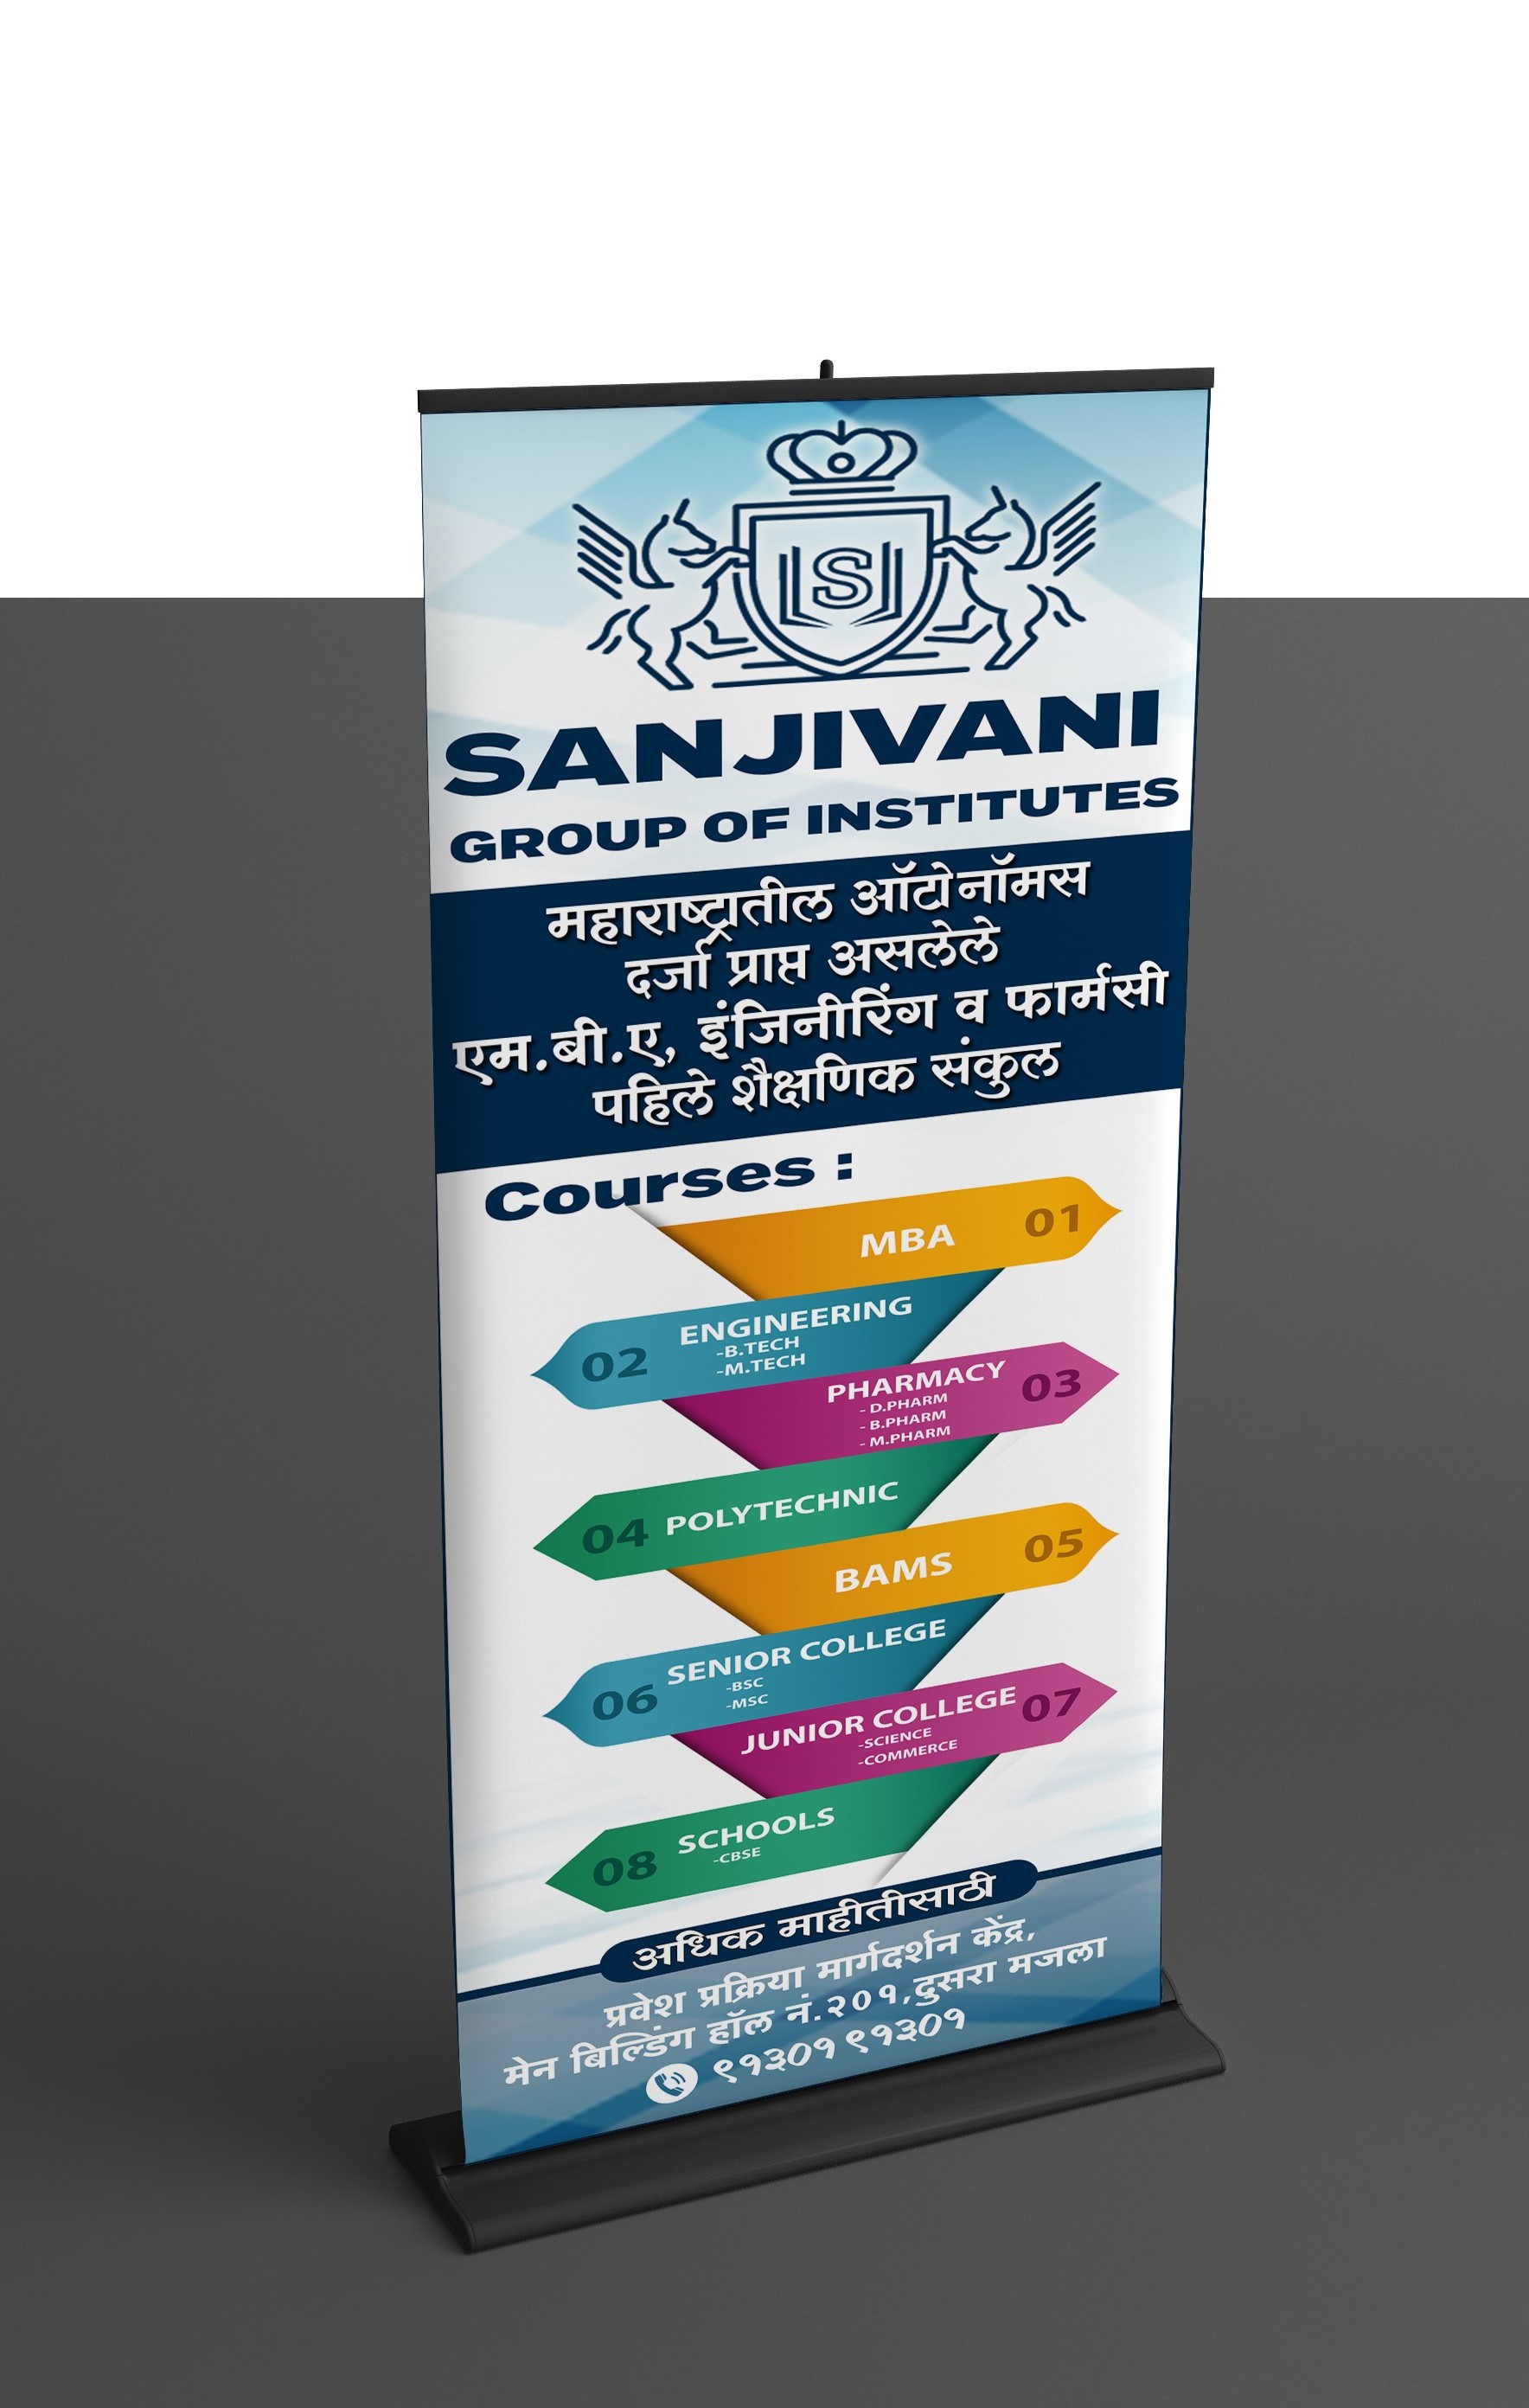 S
SANJIVANI
GROUP OF INSTITUTES
महाराष्ट्रातील ऑटोनॉमस
दर्जा प्राप्त असलेले
एम.बी.ए, इंजिनीरिंग व फार्मसी
पहिले शैक्षणिक संकुल
Courses :
MBA 01
02 ENGINEERING
-B.TECH
-M.TECH
PHARMACY 03
- D.PHARM
- B.PHARM
- M.PHARM
04 POLYTECHNIC
BAMS 05
06 SENIOR COLLEGE
-BSC
-MSC
JUNIOR COLLEGE 07
-SCIENCE
-COMMERCE
08 SCHOOLS
-CBSE
अधिक माहीतीसाठी
प्रवेश प्रक्रिया मार्गदर्शन केंद्र,
मेन बिल्डिंग हॉल नं.२०१,दुसरा मजला
९१३०१ ९१३०१